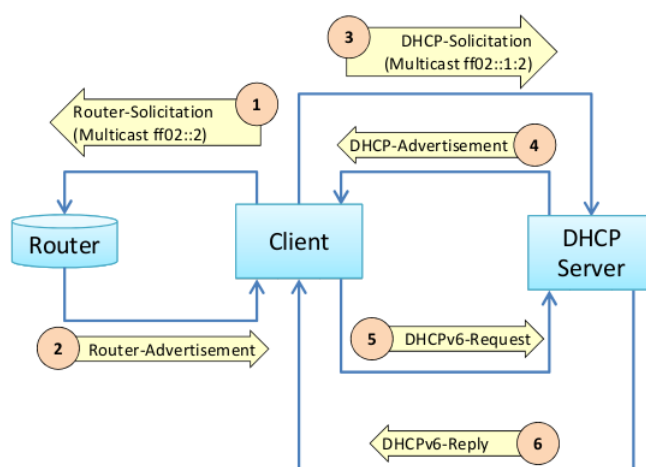 3
DHCP-Solicitation
(Multicast ff02::1:2)
1
Router-Solicitation
(Multicast ff02::2)
DHCP-Advertisement
4
Router
Client
DHCP
Server
2
Router-Advertisement
5
DHCPv6-Request
DHCPv6-Reply
6